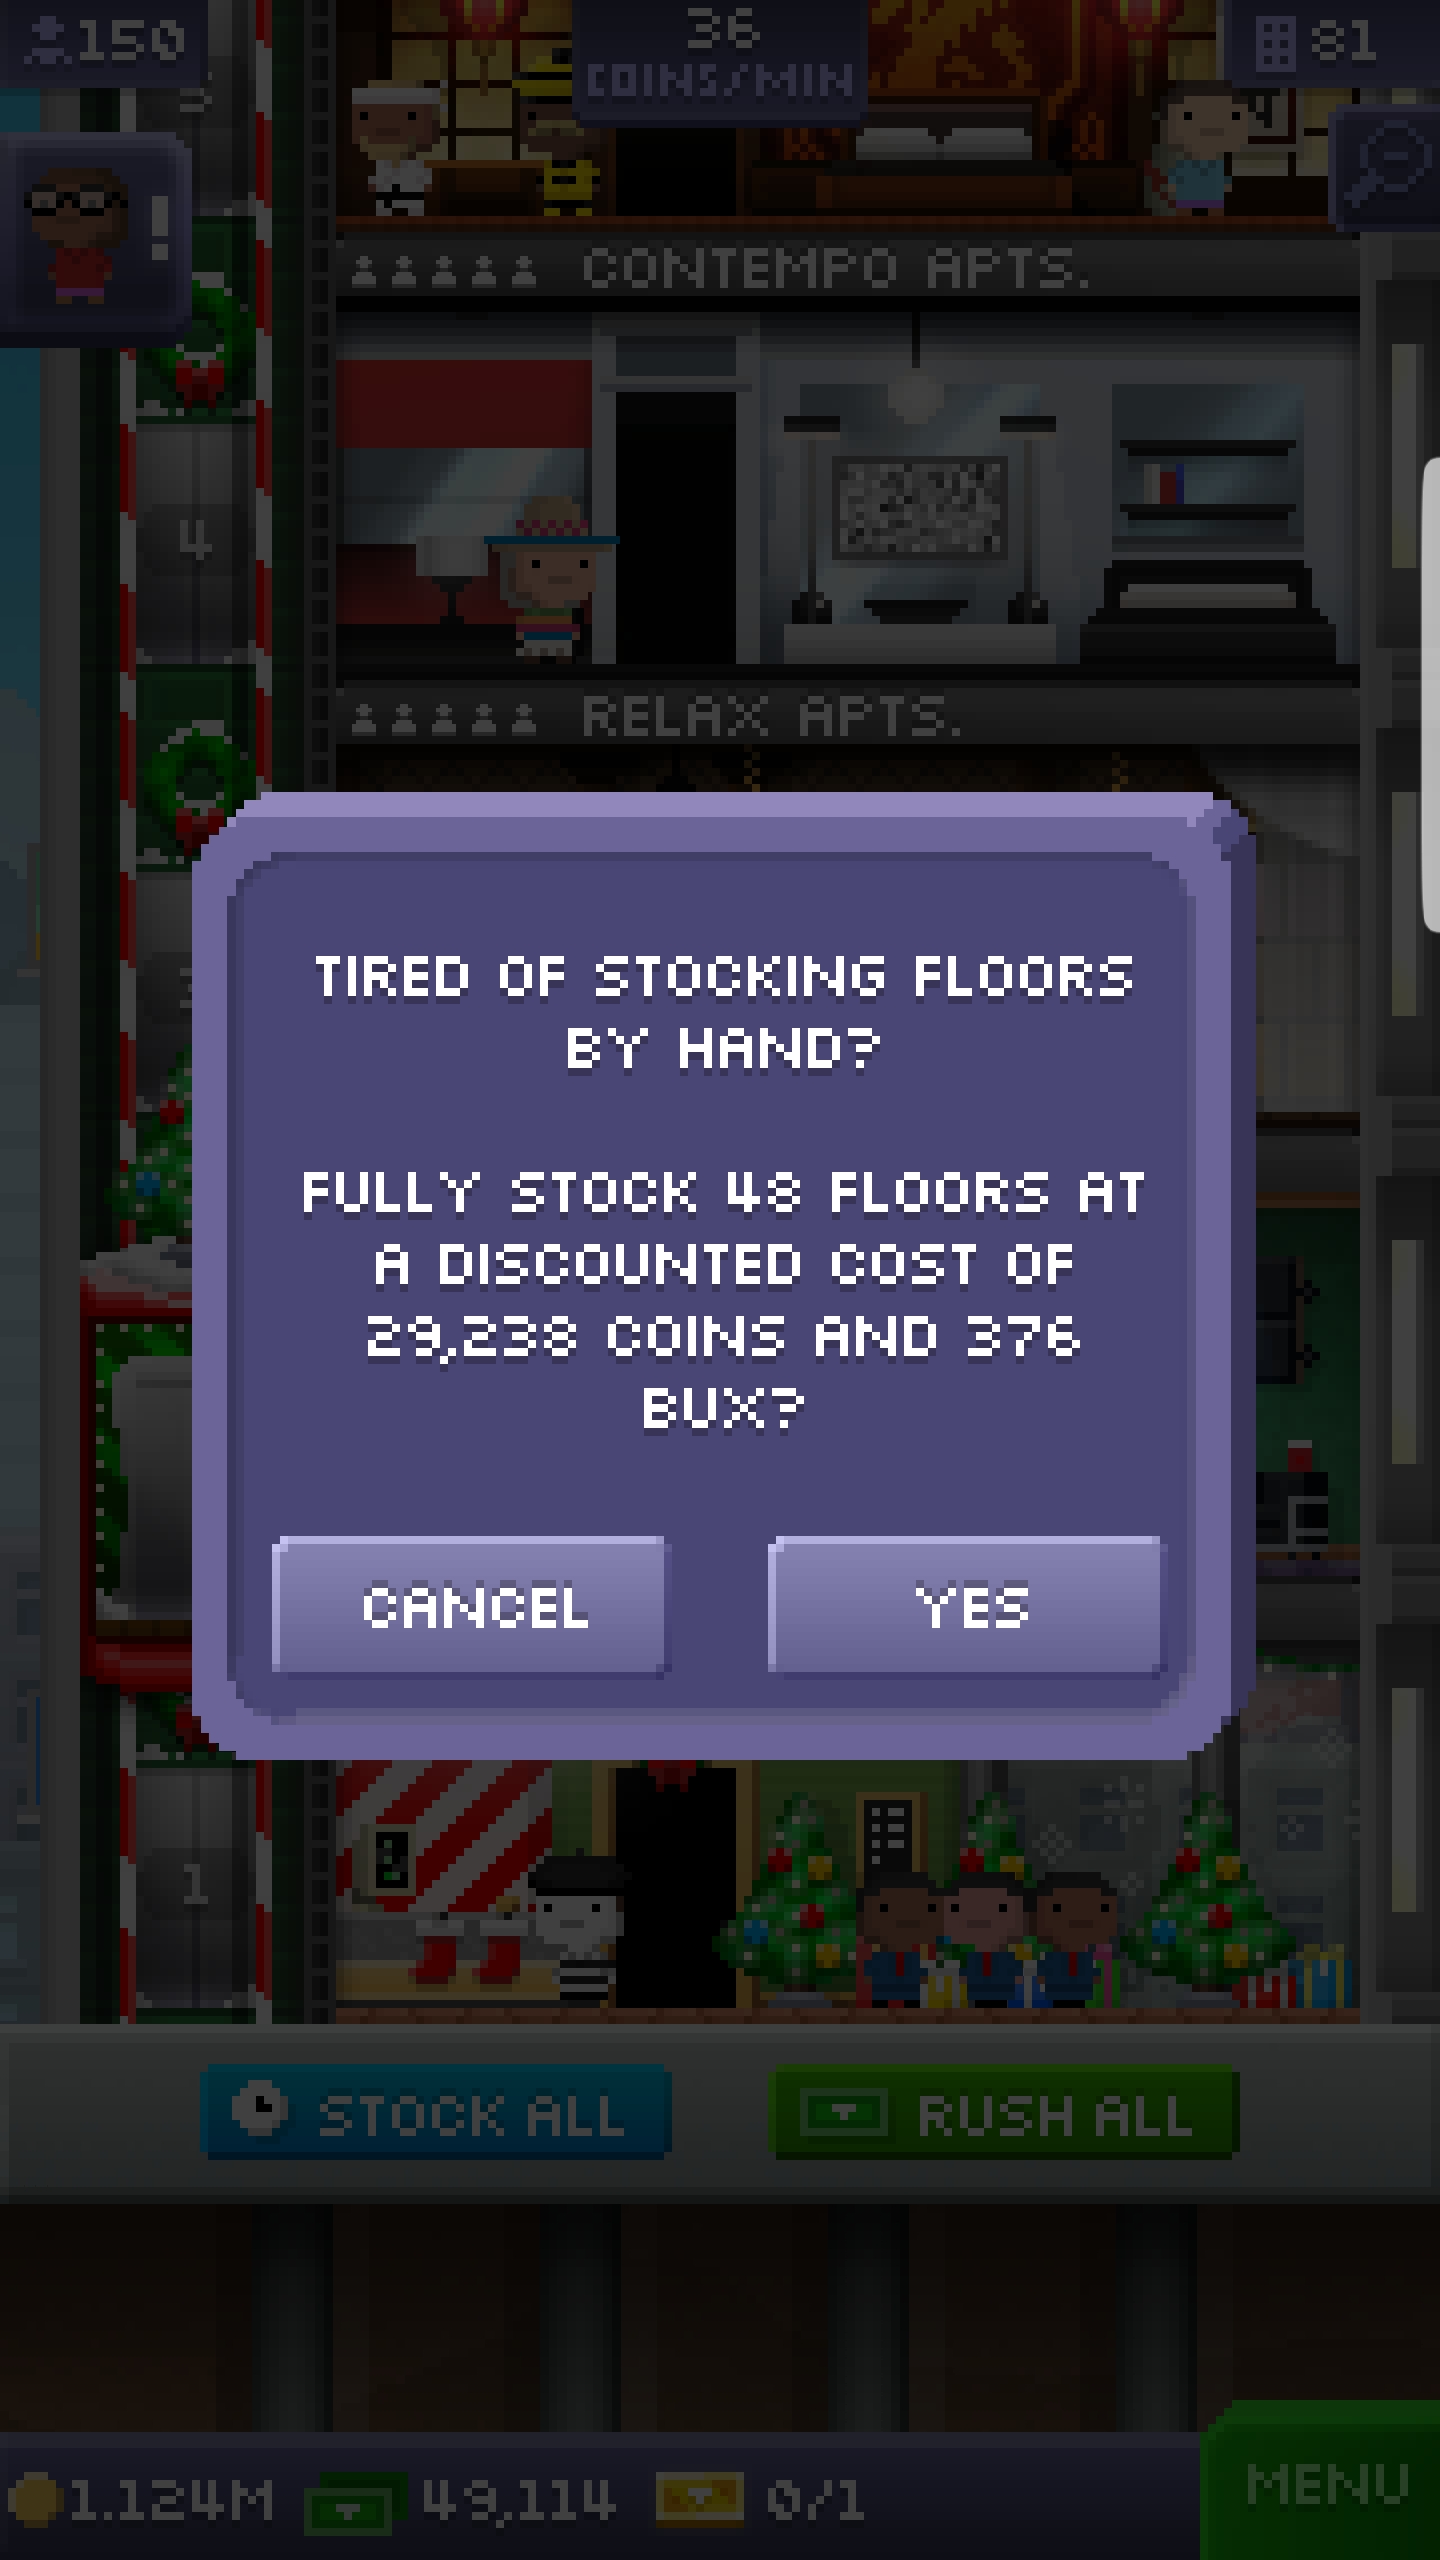 150
36
COINS/MIN
81
!
CONTEMPO APTS.
4
RELAX APTS.
TIRED OF STOCKING FLOORS
BY HAND?
FULLY STOCK 48 FLOORS AT
A DISCOUNTED COST OF
29,238 COINS AND 376
BUX?
CANCEL
YES
1
STOCK ALL
RUSH ALL
1.124M
49,114
0/1
MENU